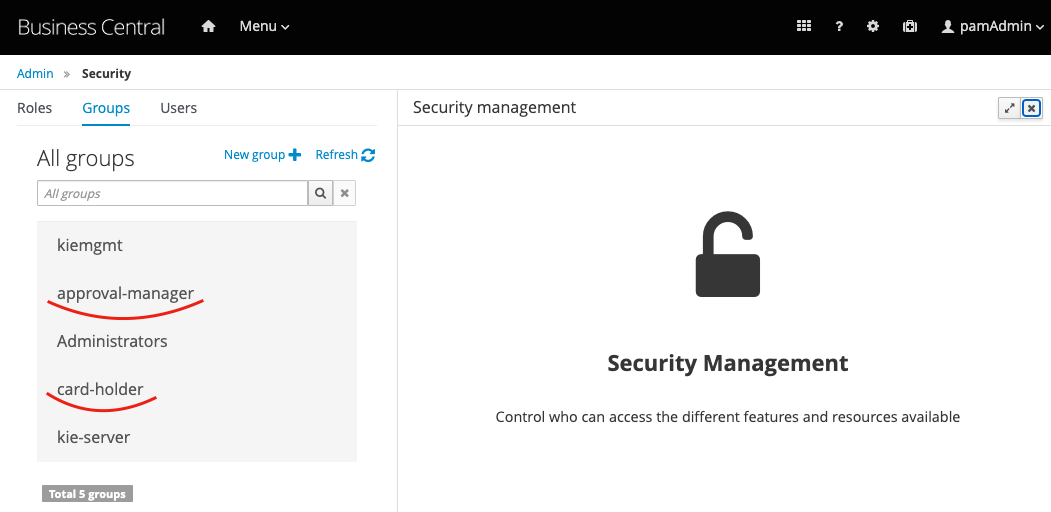 Business Central Menu ? pamAdmin
Admin » Security
Roles Groups Users
Security management
All groups New group Refresh
All groups
kiemgmt
approval-manager
Administrators
card-holder
kie-server
Total 5 groups
Security Management
Control who can access the different features and resources available